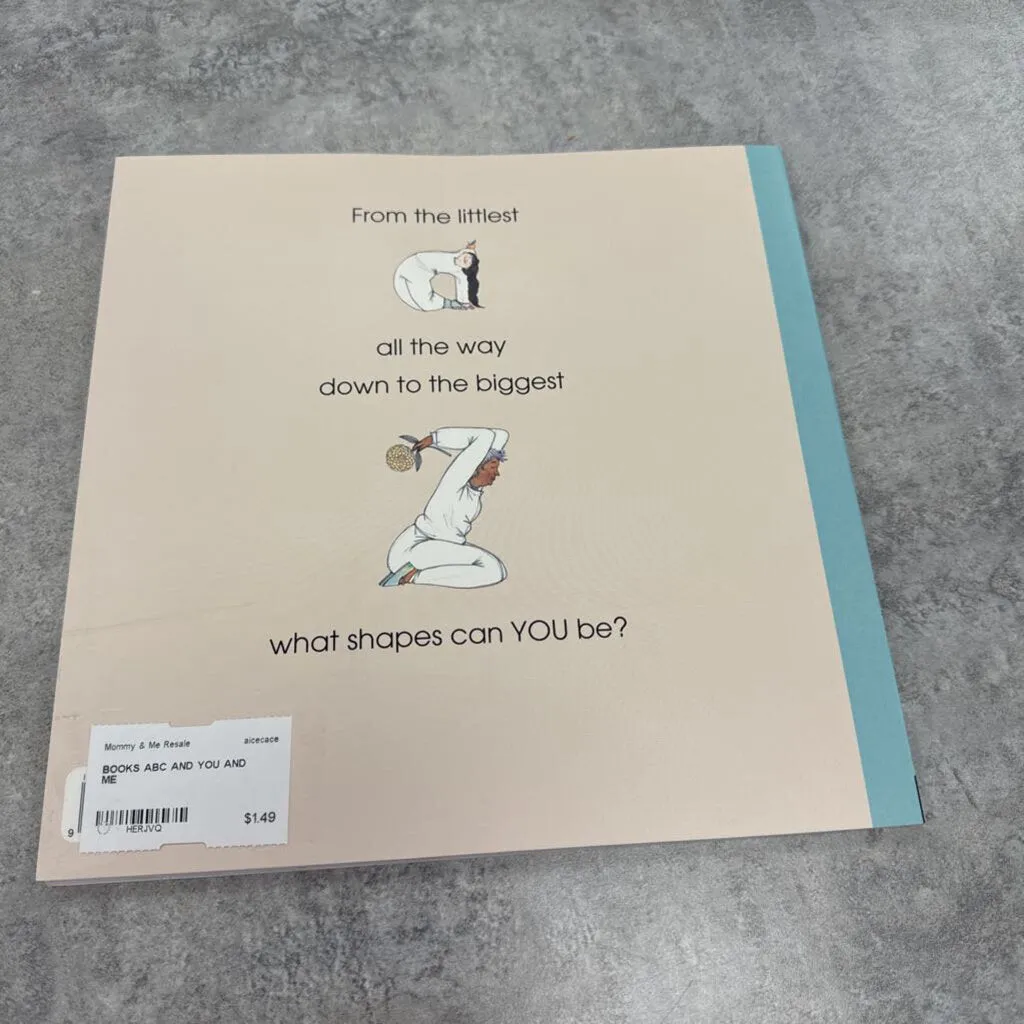 From the littlest
a
all the way
down to the biggest
Z
what shapes can YOU be?
Mommy & Me Resale aicecace
BOOKS ABC AND YOU AND
ME
HERJVQ $1.49
9